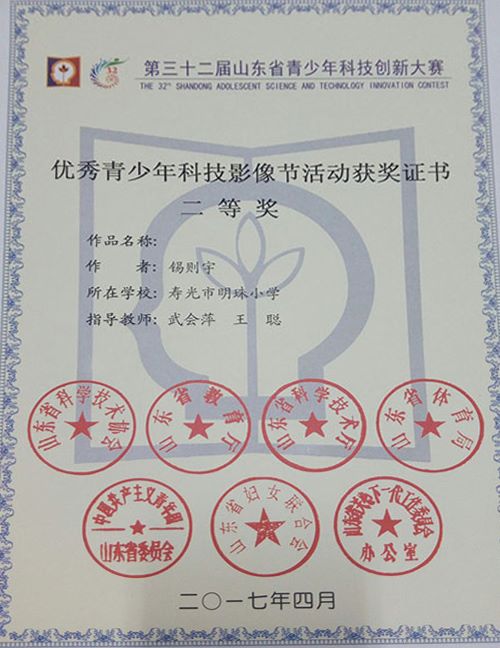 32
第三十二届山东省青少年科技创新大赛
THE 32ND SHANDONG ADOLESCENT SCIENCE AND TECHNOLOGY INNOVATION CONTEST
优秀青少年科技影像节活动获奖证书
二等奖
作品名称:
作 者: 锡则宇
所在学校: 寿光市明珠小学
指导教师: 武会萍 王 聪
山东省科学技术协会
山东省教育厅
山东省科学技术厅
山东省体育局
中国共产主义青年团
山东省委员会
山东省妇女联合会
山东省关心下一代工作委员会
办公室
二〇一七年四月